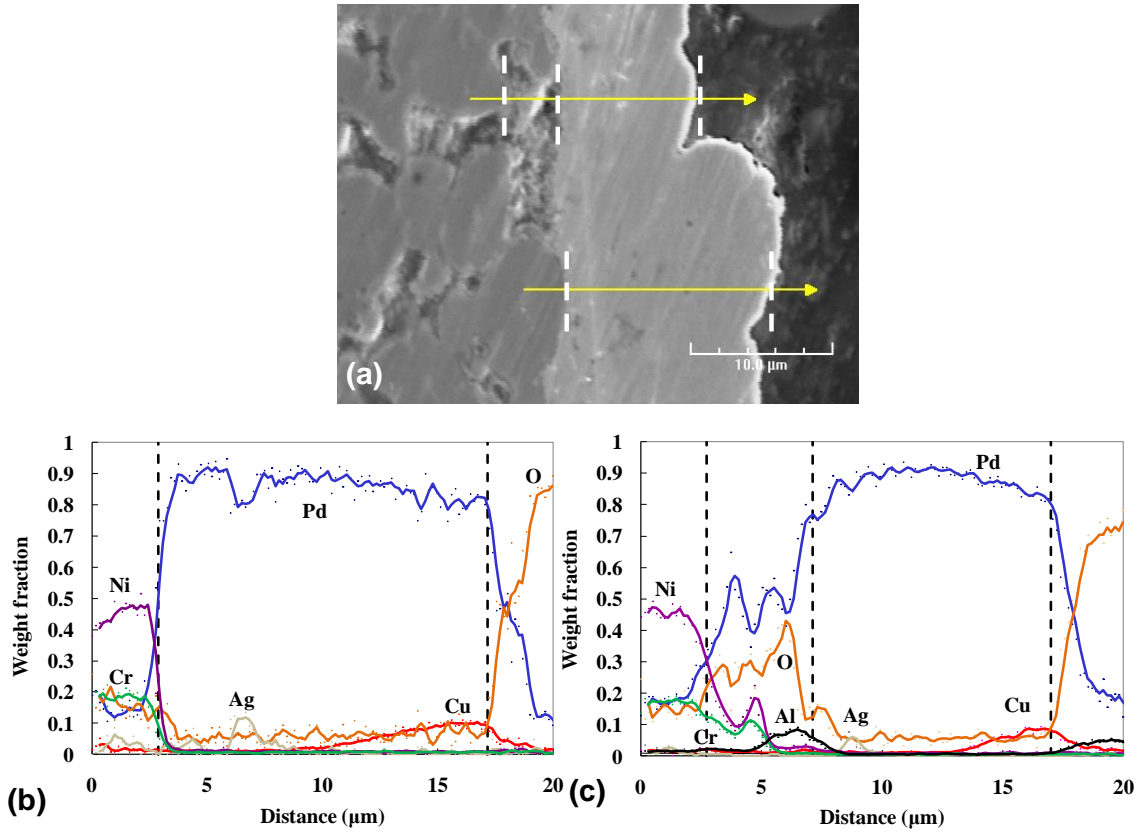 10.0 µm
(a)
1
0.9
0.8
0.7
0.6
0.5
0.4
0.3
0.2
0.1
0
Weight fraction
Pd
O
Ni
Cr
Ag
Cu
0 5 10 15 20
Distance (µm)
(b)
1
0.9
0.8
0.7
0.6
0.5
0.4
0.3
0.2
0.1
0
Weight fraction
Pd
Ni
O
Cr
Al
Ag
Cu
0 5 10 15 20
Distance (µm)
(c)